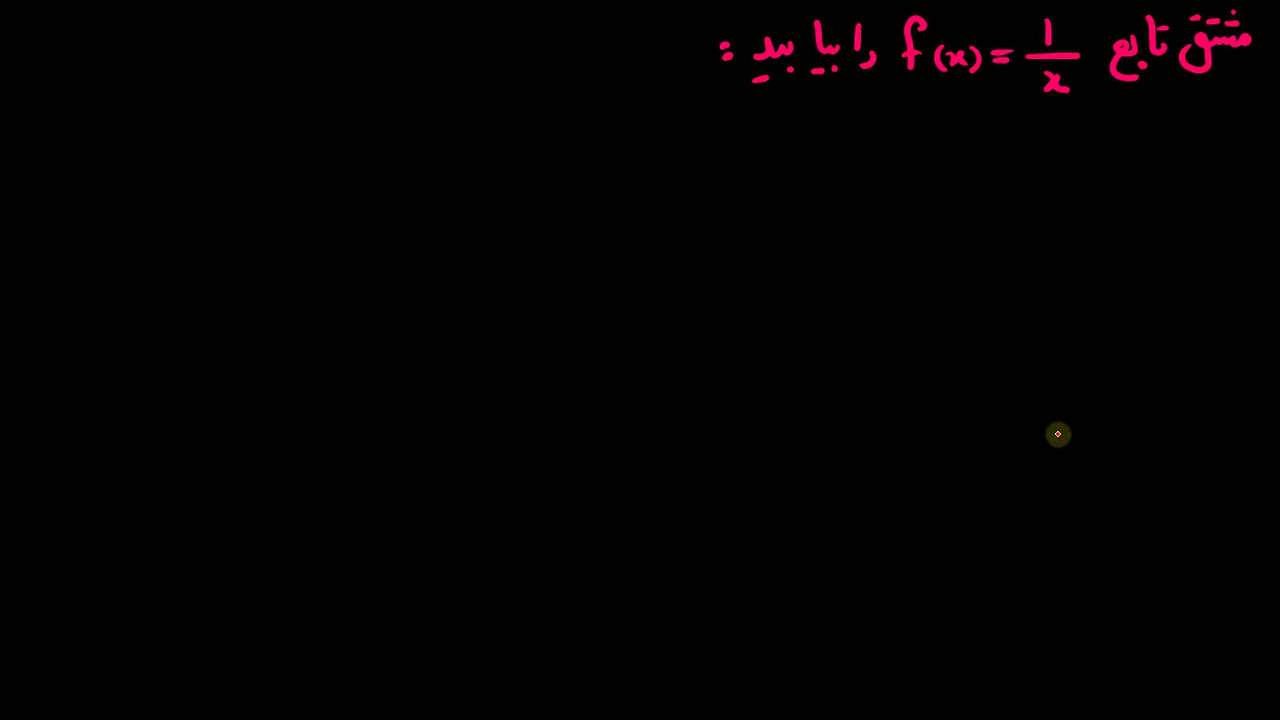 مشتق تابع f(x) = 1/x را بیابید :